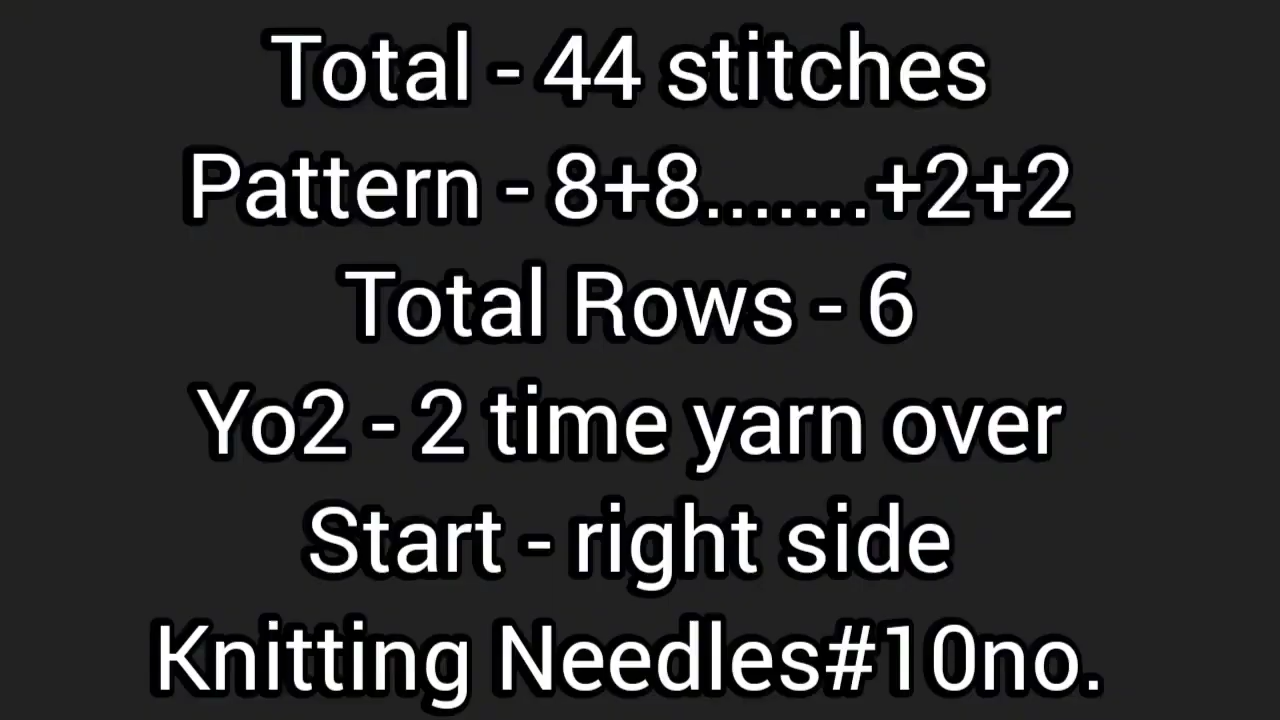 Total - 44 stitches
Pattern - 8+8.......+2+2
Total Rows - 6
Yo2 - 2 time yarn over
Start - right side
Knitting Needles#10no.